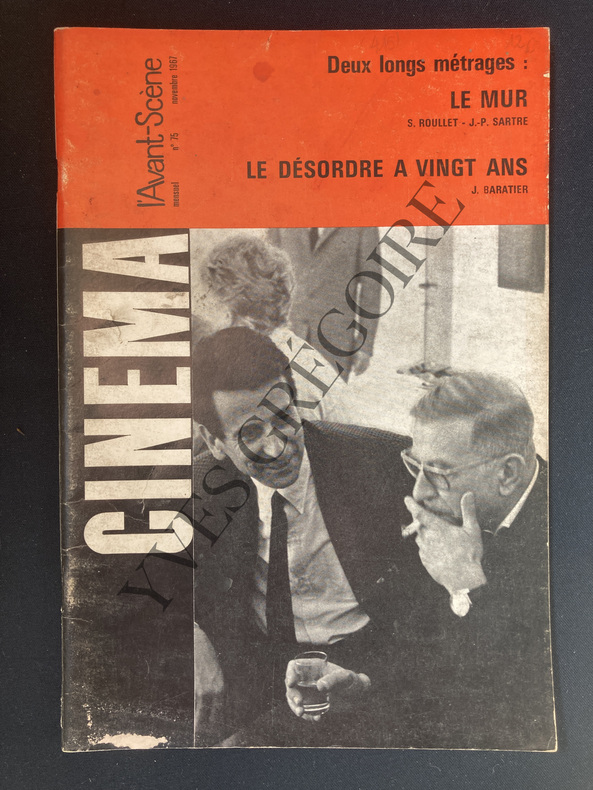 Deux longs métrages :
LE MUR
S. ROULLET - J.-P. SARTRE
LE DÉSORDRE A VINGT ANS
J. BARATIER
l'Avant-Scène
mensuel n° 75 novembre 1967
CINEMA
YVES GRÉGOIRE